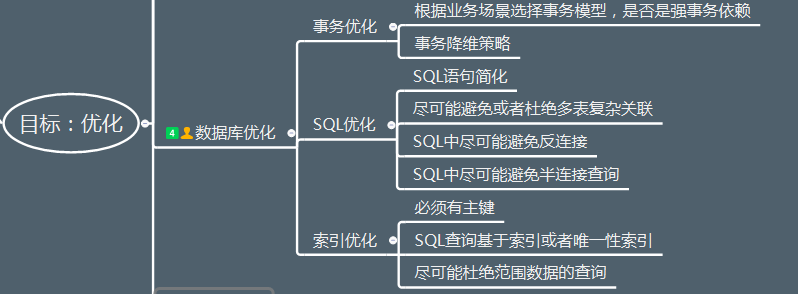 目标：优化
4
数据库优化
事务优化
根据业务场景选择事务模型，是否是强事务依赖
事务降维策略
SQL优化
SQL语句简化
尽可能避免或者杜绝多表复杂关联
SQL中尽可能避免反连接
SQL中尽可能避免半连接查询
索引优化
必须有主键
SQL查询基于索引或者唯一性索引
尽可能杜绝范围数据的查询